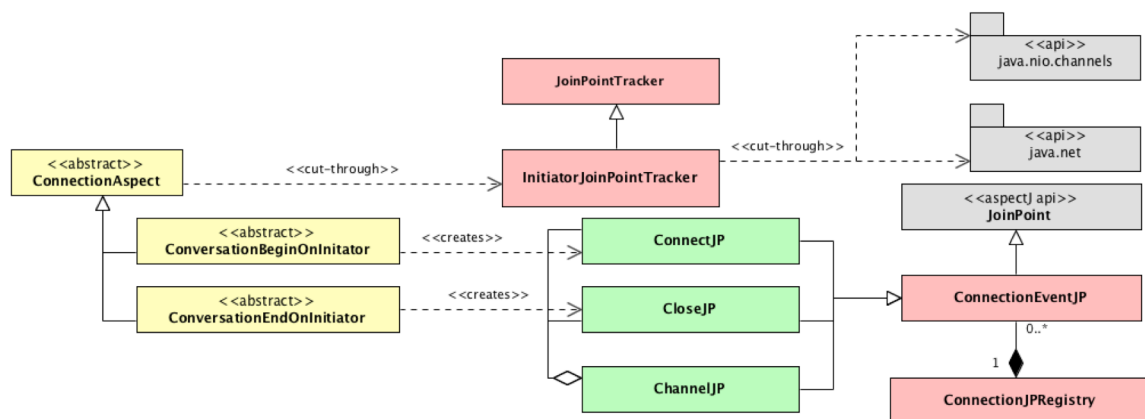 <<api>>
java.nio.channels
JoinPointTracker
<<api>>
java.net
<<cut-through>>
<<abstract>>
ConnectionAspect
<<cut-through>>
InitiatorJoinPointTracker
<<aspectJ api>>
JoinPoint
<<abstract>>
ConversationBeginOnInitator
<<creates>>
ConnectJP
<<abstract>>
ConversationEndOnInitiator
<<creates>>
CloseJP
ConnectionEventJP
0..*
1
ChannelJP
ConnectionJPRegistry